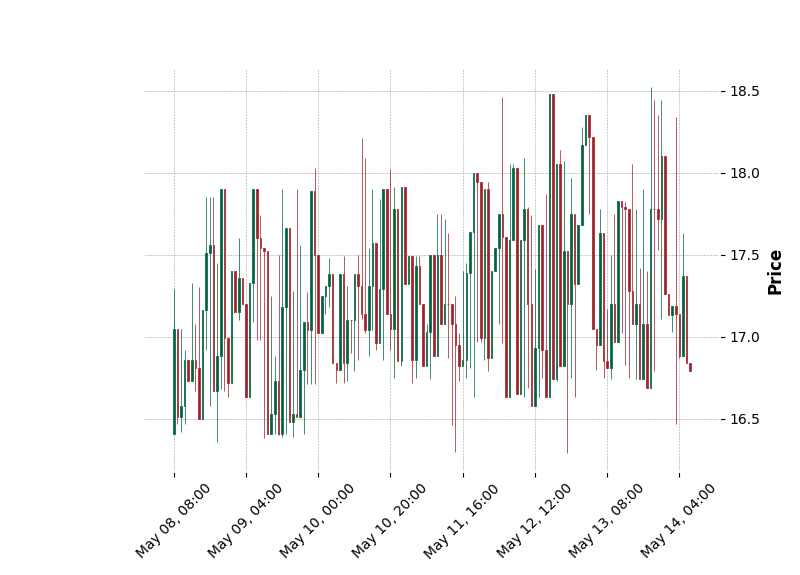 18.5
18.0
17.5
17.0
16.5
Price
May 08, 08:00
May 09, 04:00
May 10, 00:00
May 10, 20:00
May 11, 16:00
May 12, 12:00
May 13, 08:00
May 14, 04:00